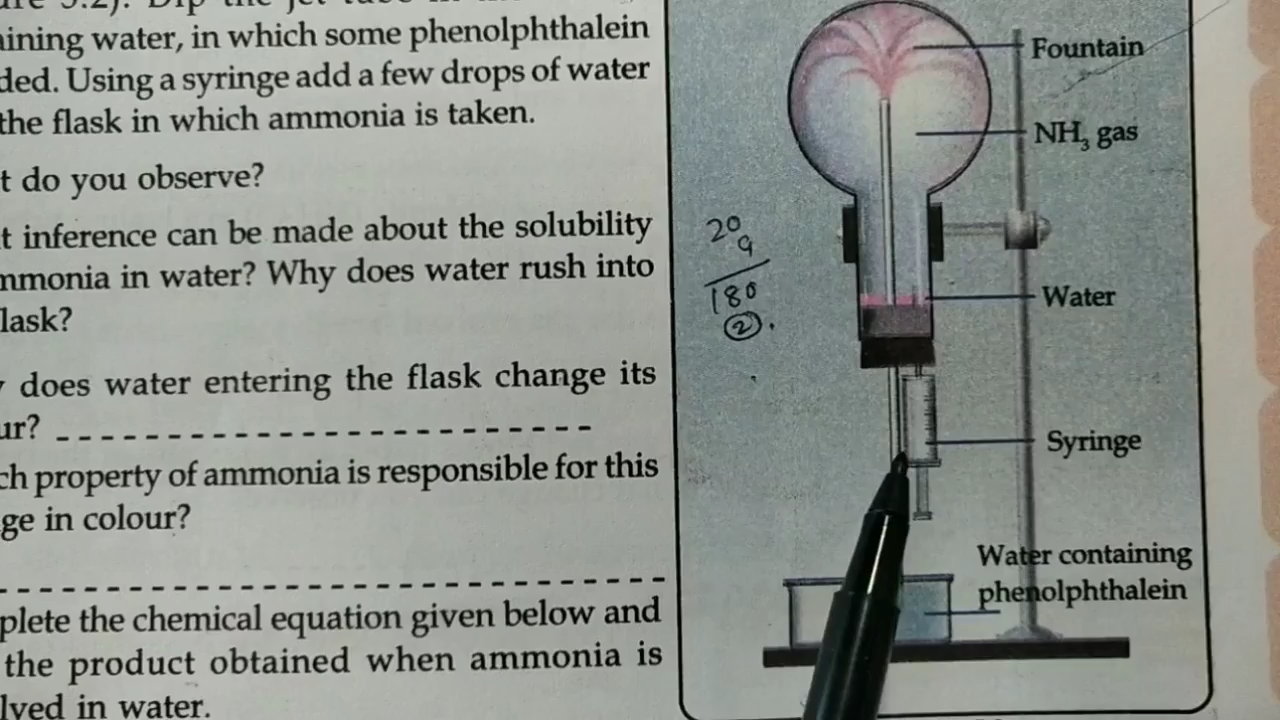 containing water, in which some phenolphthalein
ded. Using a syringe add a few drops of water
the flask in which ammonia is taken.
t do you observe?
t inference can be made about the solubility
mmonia in water? Why does water rush into
lask?
does water entering the flask change its
ur?
ch property of ammonia is responsible for this
ge in colour?
plete the chemical equation given below and
the product obtained when ammonia is
lved in water.
Fountain
NH₃ gas
20
9
180
2
Water
Syringe
Water containing
phenolphthalein